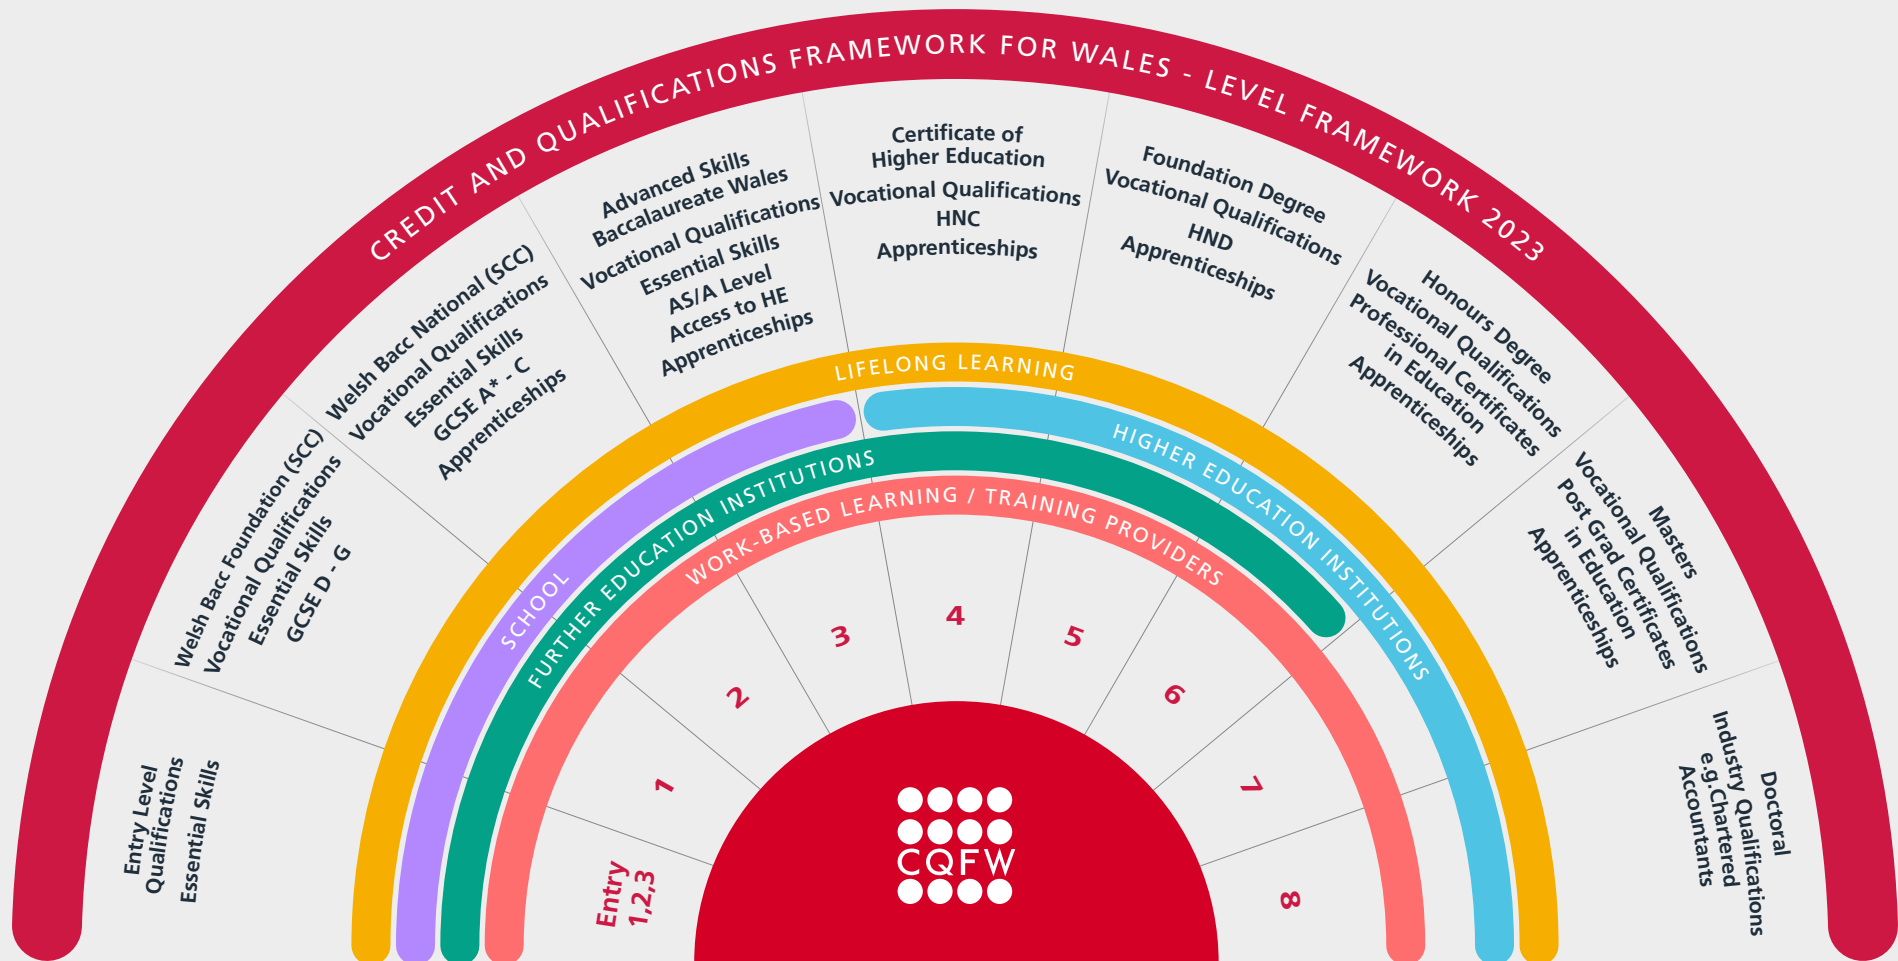 CREDIT AND QUALIFICATIONS FRAMEWORK FOR WALES - LEVEL FRAMEWORK 2023
Entry Level
Qualifications
Essential Skills
Welsh Bacc Foundation (SCC)
Vocational Qualifications
Essential Skills
GCSE D - G
Welsh Bacc National (SCC)
Vocational Qualifications
Essential Skills
GCSE A* - C
Apprenticeships
Advanced Skills
Baccalaureate Wales
Vocational Qualifications
Essential Skills
AS/A Level
Access to HE
Apprenticeships
Certificate of
Higher Education
Vocational Qualifications
HNC
Apprenticeships
Foundation Degree
Vocational Qualifications
HND
Apprenticeships
Honours Degree
Vocational Qualifications
Professional Certificates
in Education
Apprenticeships
Masters
Vocational Qualifications
Post Grad Certificates
in Education
Apprenticeships
Doctoral
Industry Qualifications
e.g.Chartered
Accountants
LIFELONG LEARNING
SCHOOL
HIGHER EDUCATION INSTITUTIONS
FURTHER EDUCATION INSTITUTIONS
WORK-BASED LEARNING / TRAINING PROVIDERS
Entry
1,2,3
1
2
3
4
5
6
7
8
CQFW